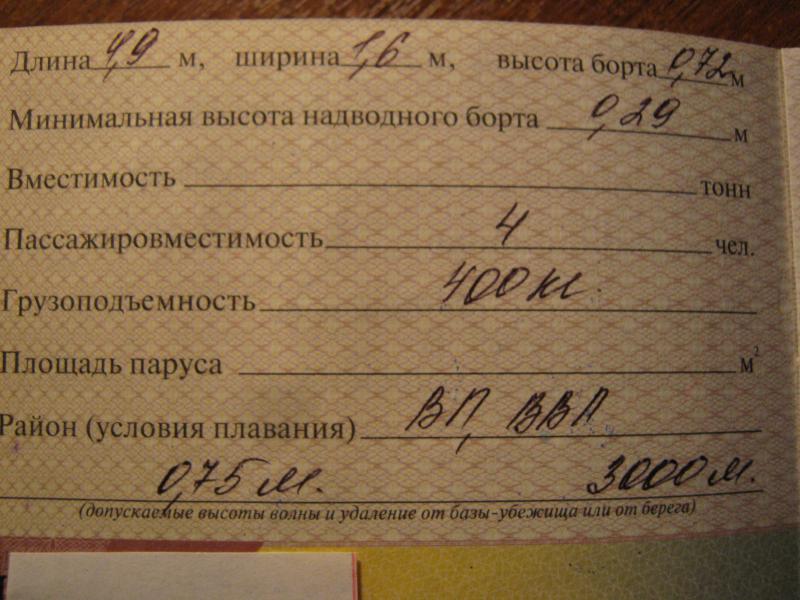 Длина 4,9 м, ширина 1,6 м, высота борта 0,72 м
Минимальная высота надводного борта 0,29 м
Вместимость тонн
Пассажировместимость 4 чел.
Грузоподъемность 400 кг.
Площадь паруса м²
Район (условия плавания) ВП, ВВП
0,75 м. 3000 м.
(допускаемые высоты волны и удаление от базы-убежища или от берега)